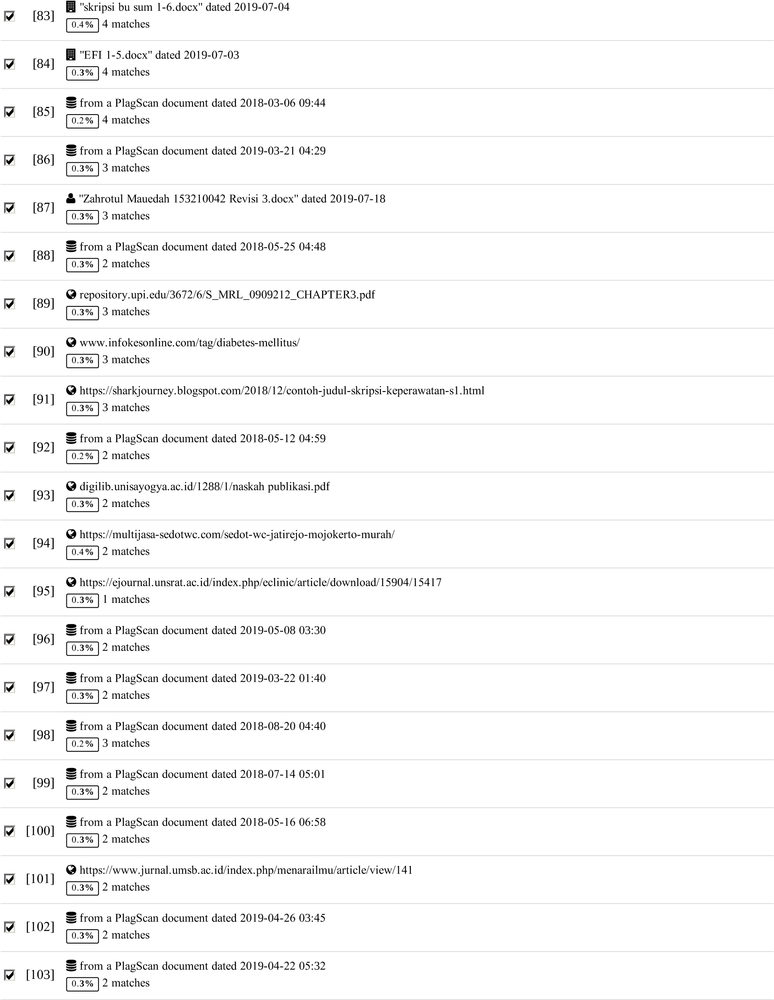 [83] "skripsi bu sum 1-6.docx" dated 2019-07-04
0.4% 4 matches
[84] "EFI 1-5.docx" dated 2019-07-03
0.3% 4 matches
[85] from a PlagScan document dated 2018-03-06 09:44
0.2% 4 matches
[86] from a PlagScan document dated 2019-03-21 04:29
0.3% 3 matches
[87] "Zahrotul Mauedah 153210042 Revisi 3.docx" dated 2019-07-18
0.3% 3 matches
[88] from a PlagScan document dated 2018-05-25 04:48
0.3% 2 matches
[89] repository.upi.edu/3672/6/S_MRL_0909212_CHAPTER3.pdf
0.3% 3 matches
[90] www.infokesonline.com/tag/diabetes-mellitus/
0.3% 3 matches
[91] https://sharkjourney.blogspot.com/2018/12/contoh-judul-skripsi-keperawatan-s1.html
0.3% 3 matches
[92] from a PlagScan document dated 2018-05-12 04:59
0.2% 2 matches
[93] digilib.unisayogya.ac.id/1288/1/naskah publikasi.pdf
0.3% 2 matches
[94] https://multijasa-sedotwc.com/sedot-wc-jatirejo-mojokerto-murah/
0.4% 2 matches
[95] https://ejournal.unsrat.ac.id/index.php/eclinic/article/download/15904/15417
0.3% 1 matches
[96] from a PlagScan document dated 2019-05-08 03:30
0.3% 2 matches
[97] from a PlagScan document dated 2019-03-22 01:40
0.3% 2 matches
[98] from a PlagScan document dated 2018-08-20 04:40
0.2% 3 matches
[99] from a PlagScan document dated 2018-07-14 05:01
0.3% 2 matches
[100] from a PlagScan document dated 2018-05-16 06:58
0.3% 2 matches
[101] https://www.jurnal.umsb.ac.id/index.php/menarailmu/article/view/141
0.3% 2 matches
[102] from a PlagScan document dated 2019-04-26 03:45
0.3% 2 matches
[103] from a PlagScan document dated 2019-04-22 05:32
0.3% 2 matches